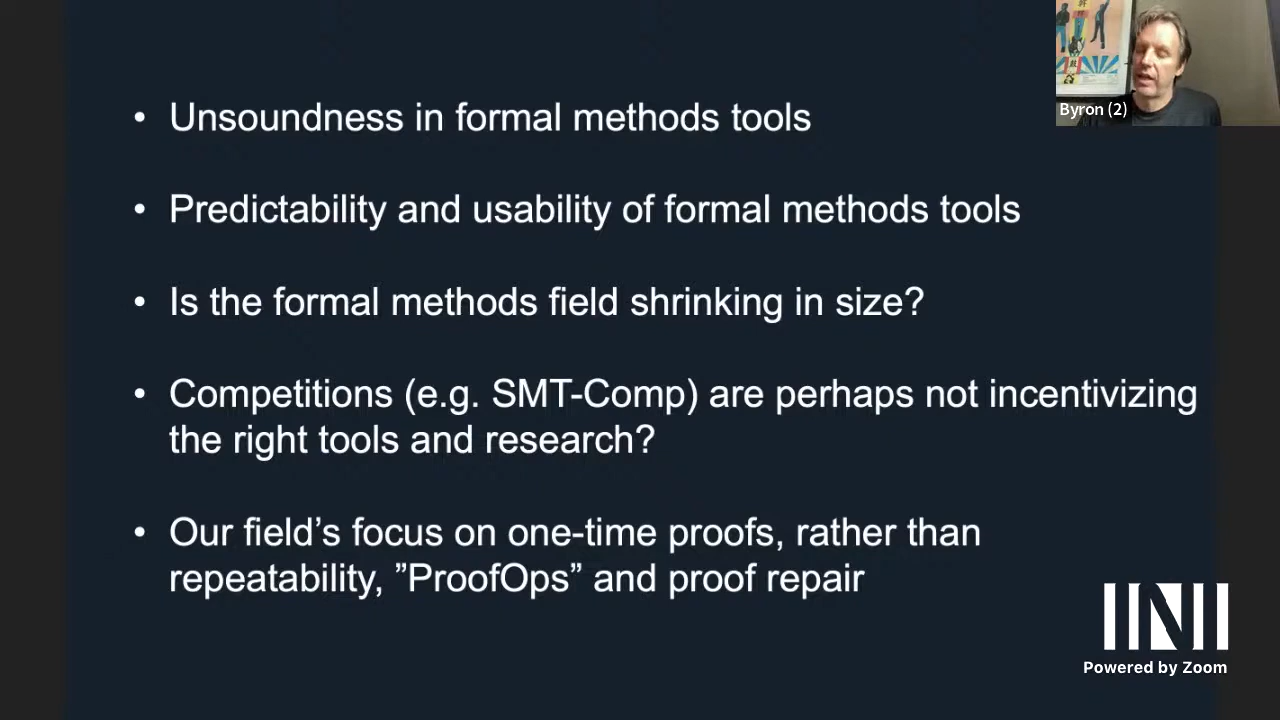 Byron (2)
• Unsoundness in formal methods tools
• Predictability and usability of formal methods tools
• Is the formal methods field shrinking in size?
• Competitions (e.g. SMT-Comp) are perhaps not incentivizing
the right tools and research?
• Our field’s focus on one-time proofs, rather than
repeatability, ”ProofOps” and proof repair
INI
Powered by Zoom